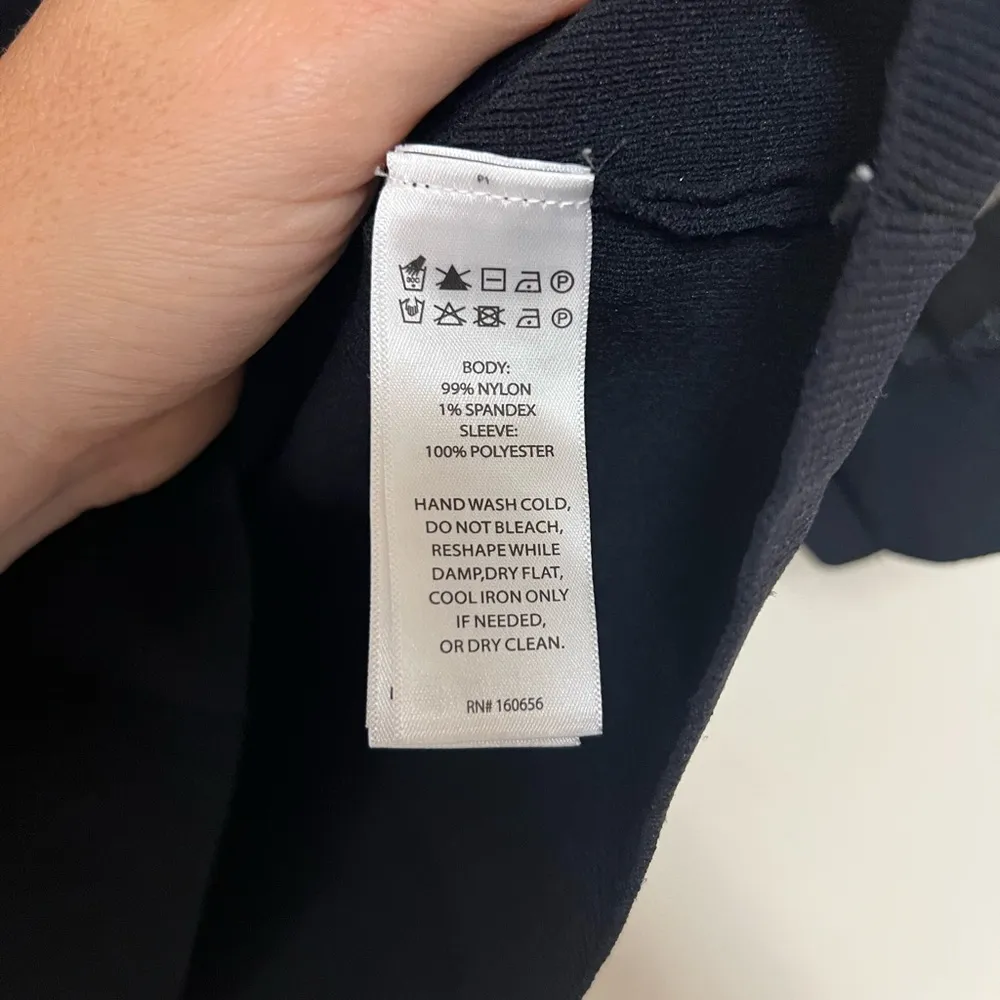 30C
P
P
BODY:
99% NYLON
1% SPANDEX
SLEEVE:
100% POLYESTER
HAND WASH COLD,
DO NOT BLEACH,
RESHAPE WHILE
DAMP,DRY FLAT,
COOL IRON ONLY
IF NEEDED,
OR DRY CLEAN.
RN# 160656